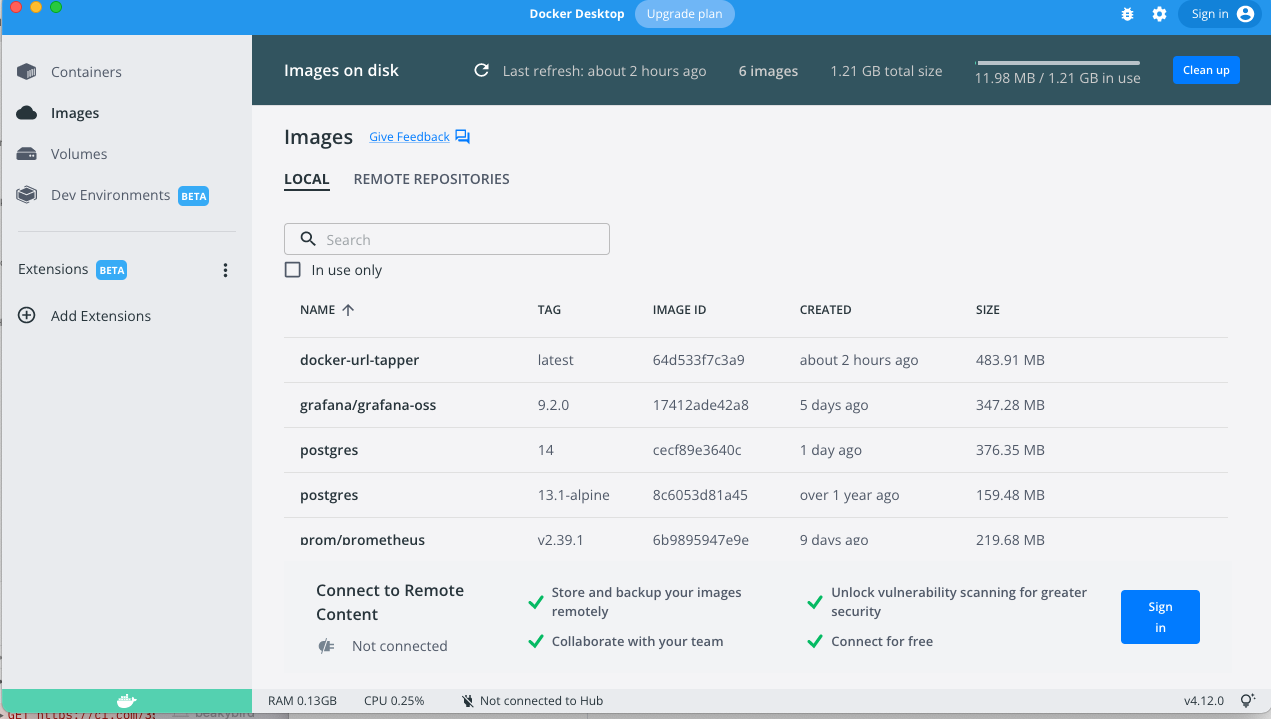 Docker Desktop Upgrade plan Sign in
Containers
Images
Volumes
Dev Environments BETA
Extensions BETA
Add Extensions
Images on disk Last refresh: about 2 hours ago 6 images 1.21 GB total size 11.98 MB / 1.21 GB in use Clean up
Images Give Feedback
LOCAL REMOTE REPOSITORIES
Search
In use only
NAME TAG IMAGE ID CREATED SIZE
docker-url-tapper latest 64d533f7c3a9 about 2 hours ago 483.91 MB
grafana/grafana-oss 9.2.0 17412ade42a8 5 days ago 347.28 MB
postgres 14 cecf89e3640c 1 day ago 376.35 MB
postgres 13.1-alpine 8c6053d81a45 over 1 year ago 159.48 MB
prom/prometheus v2.39.1 6b9895947e9e 9 days ago 219.68 MB
Connect to Remote
Content
Not connected
Store and backup your images
remotely
Collaborate with your team
Unlock vulnerability scanning for greater
security
Connect for free
Sign
in
RAM 0.13GB CPU 0.25% Not connected to Hub v4.12.0
GET https://ci.com/